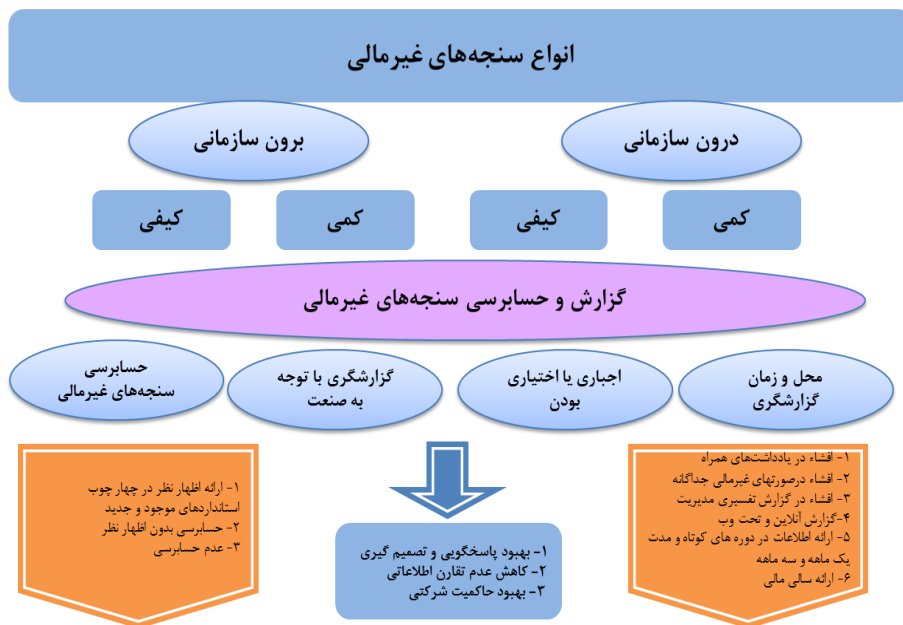 انواع سنجه‌های غیرمالی
درون سازمانی
برون سازمانی
کمی
کیفی
کمی
کیفی
گزارش و حسابرسی سنجه‌های غیرمالی
محل و زمان
گزارشگری
اجباری یا اختیاری
بودن
گزارشگری با توجه
به صنعت
حسابرسی
سنجه‌های غیرمالی
۱- افشاء در یادداشت‌های همراه
۲- افشاء درصورتهای غیرمالی جداگانه
۳- افشاء در گزارش تفسیری مدیریت
۴-گزارش آنلاین و تحت وب
۵- ارائه اطلاعات در دوره های کوتاه و مدت
یک ماهه و سه ماهه
۶- ارائه سالی مالی
۱- بهبود پاسخگویی و تصمیم گیری
۲- کاهش عدم تقارن اطلاعاتی
۳- بهبود حاکمیت شرکتی
۱- ارائه اظهار نظر در چهار چوب
استانداردهای موجود و جدید
۲- حسابرسی بدون اظهار نظر
۳- عدم حسابرسی